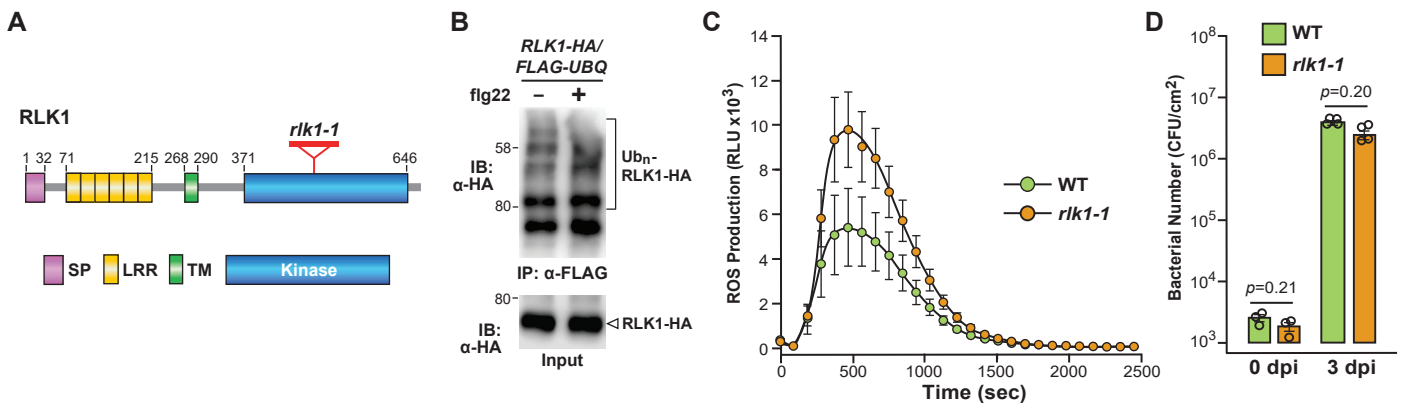 A
RLK1
rlk1-1
1 32 71 215 268 290 371 646
SP LRR TM Kinase
B
RLK1-HA/
FLAG-UBQ
flg22 – +
58
80
IB:
α-HA
Ubn-
RLK1-HA
IP: α-FLAG
80
IB:
α-HA
RLK1-HA
Input
C
ROS Production (RLU x10³)
14
12
10
8
6
4
2
0
0 500 1000 1500 2000 2500
Time (sec)
WT
rlk1-1
D
WT
rlk1-1
Bacterial Number (CFU/cm²)
10⁸
10⁷
10⁶
10⁵
10⁴
10³
p=0.20
p=0.21
0 dpi 3 dpi